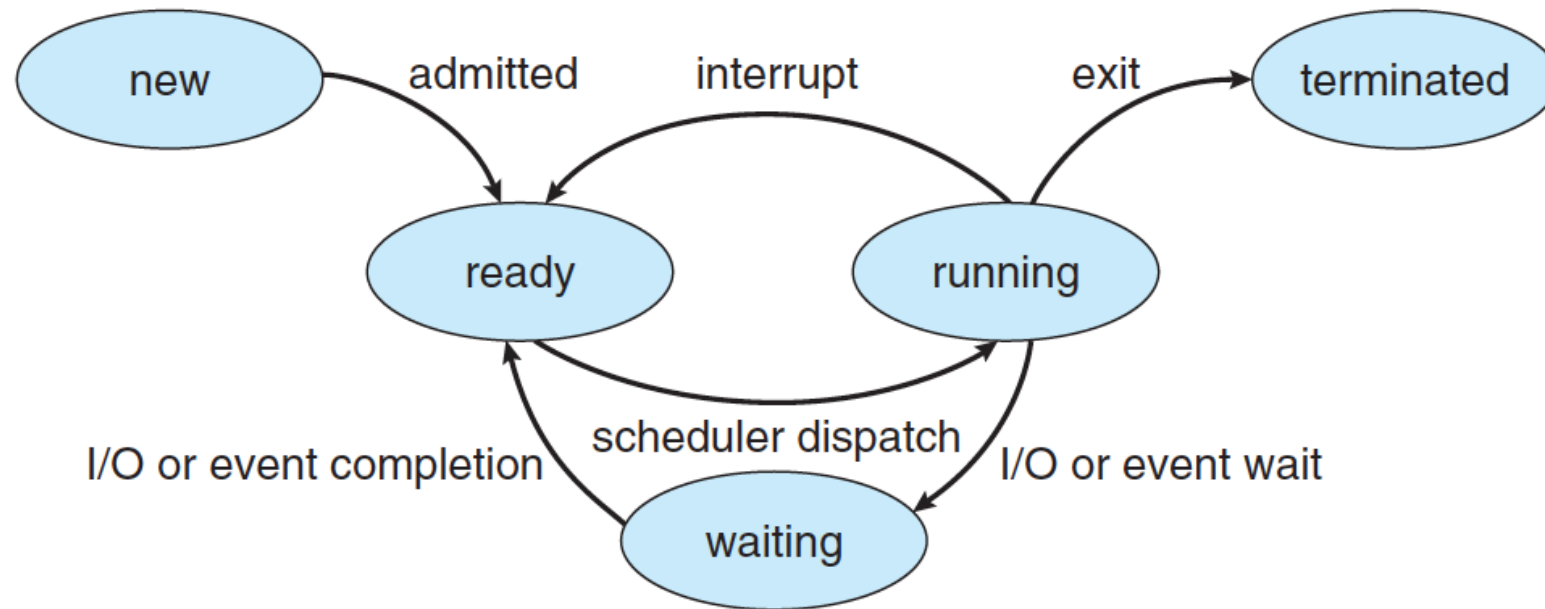 new
admitted
interrupt
exit
terminated
ready
running
scheduler dispatch
I/O or event completion
I/O or event wait
waiting